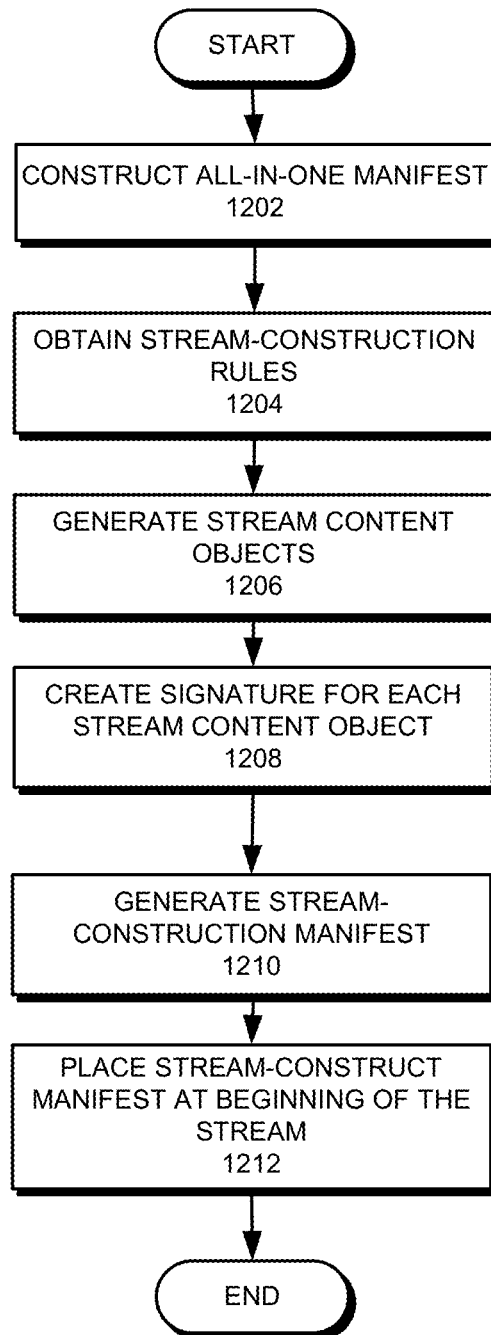 START
CONSTRUCT ALL-IN-ONE MANIFEST
1202
OBTAIN STREAM-CONSTRUCTION
RULES
1204
GENERATE STREAM CONTENT
OBJECTS
1206
CREATE SIGNATURE FOR EACH
STREAM CONTENT OBJECT
1208
GENERATE STREAM-
CONSTRUCTION MANIFEST
1210
PLACE STREAM-CONSTRUCT
MANIFEST AT BEGINNING OF THE
STREAM
1212
END